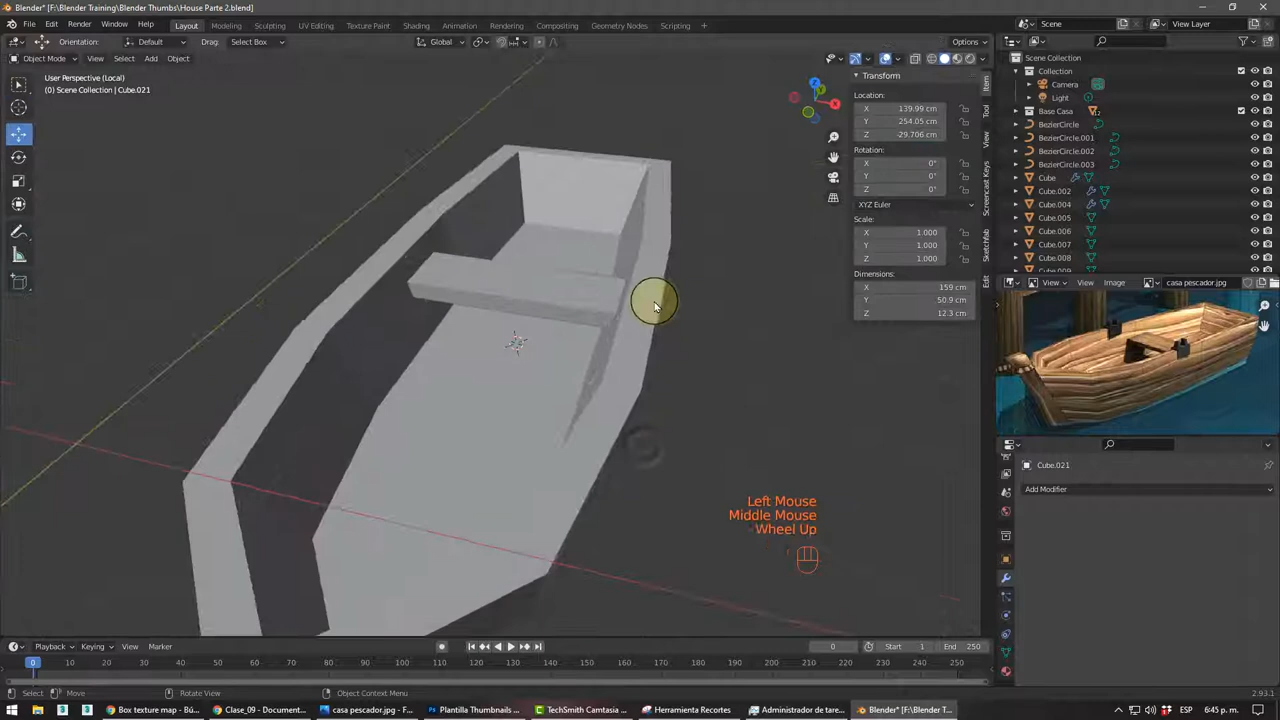 Blender* [F:\Blender Training\Blender Thumbs\House Parte 2.blend]
File Edit Render Window Help Layout Modeling Sculpting UV Editing Texture Paint Shading Animation Rendering Compositing Geometry Nodes Scripting + Scene View Layer
Orientation: Default Drag: Select Box Global Options
Object Mode View Select Add Object
User Perspective (Local)
(0) Scene Collection | Cube.021
Transform
Location:
X 139.99 cm
Y 254.05 cm
Z -29.706 cm
Rotation:
X 0°
Y 0°
Z 0°
XYZ Euler
Scale:
X 1.000
Y 1.000
Z 1.000
Dimensions:
X 159 cm
Y 50.9 cm
Z 12.3 cm
Item
Tool
View
Screencast Keys
Sketchfab
Edit
Scene Collection
Collection
Camera
Light
Base Casa
BezierCircle
BezierCircle.001
BezierCircle.002
BezierCircle.003
Cube
Cube.002
Cube.004
Cube.005
Cube.006
Cube.007
Cube.008
Cube.009
View Image casa pescador.jpg
Cube.021
Add Modifier
Left Mouse
Middle Mouse
Wheel Up
Playback Keying View Marker 0 Start 1 End 250
0 10 20 30 40 50 60 70 80 90 100 110 120 130 140 150 160 170 180 190 200 210 220 230 240 250
Select Move Rotate View Object Context Menu 2.93.1
Box texture map - Bú... Clase_09 - Document... casa pescador.jpg - F... Plantilla Thumbnails ... TechSmith Camtasia ... Herramienta Recortes Administrador de tare... Blender* [F:\Blender T... ESP 6:45 p. m.